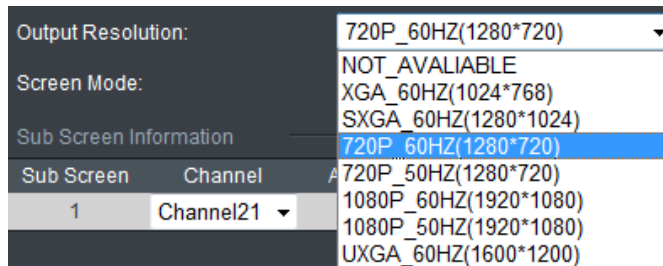 Output Resolution: 720P_60HZ(1280*720)
NOT_AVALIABLE
Screen Mode: XGA_60HZ(1024*768)
SXGA_60HZ(1280*1024)
Sub Screen Information 720P_60HZ(1280*720)
Sub Screen Channel 720P_50HZ(1280*720)
1080P_60HZ(1920*1080)
1 Channel21 1080P_50HZ(1920*1080)
UXGA_60HZ(1600*1200)